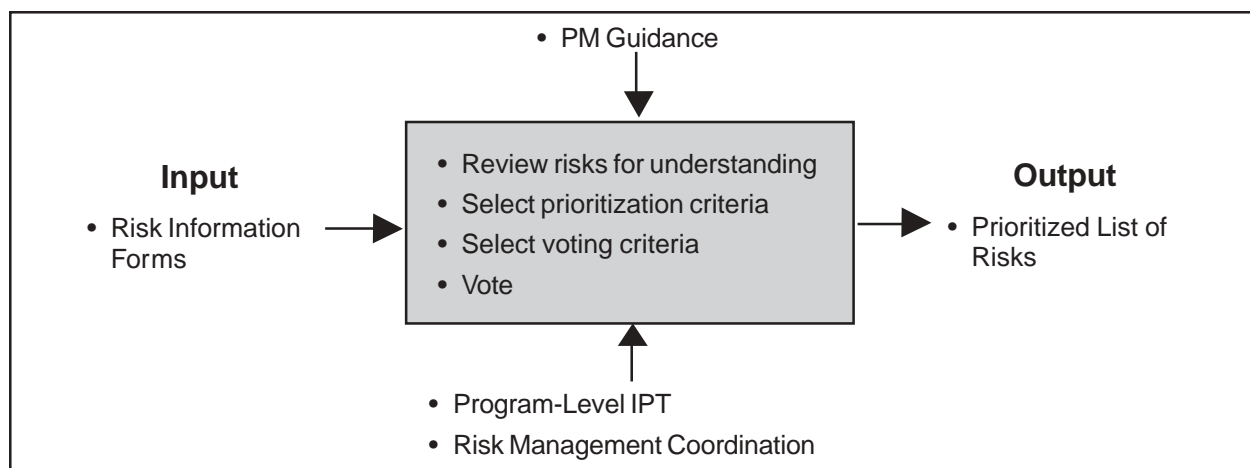 • PM Guidance
Input
• Risk Information
Forms
• Review risks for understanding
• Select prioritization criteria
• Select voting criteria
• Vote
Output
• Prioritized List of
Risks
• Program-Level IPT
• Risk Management Coordination